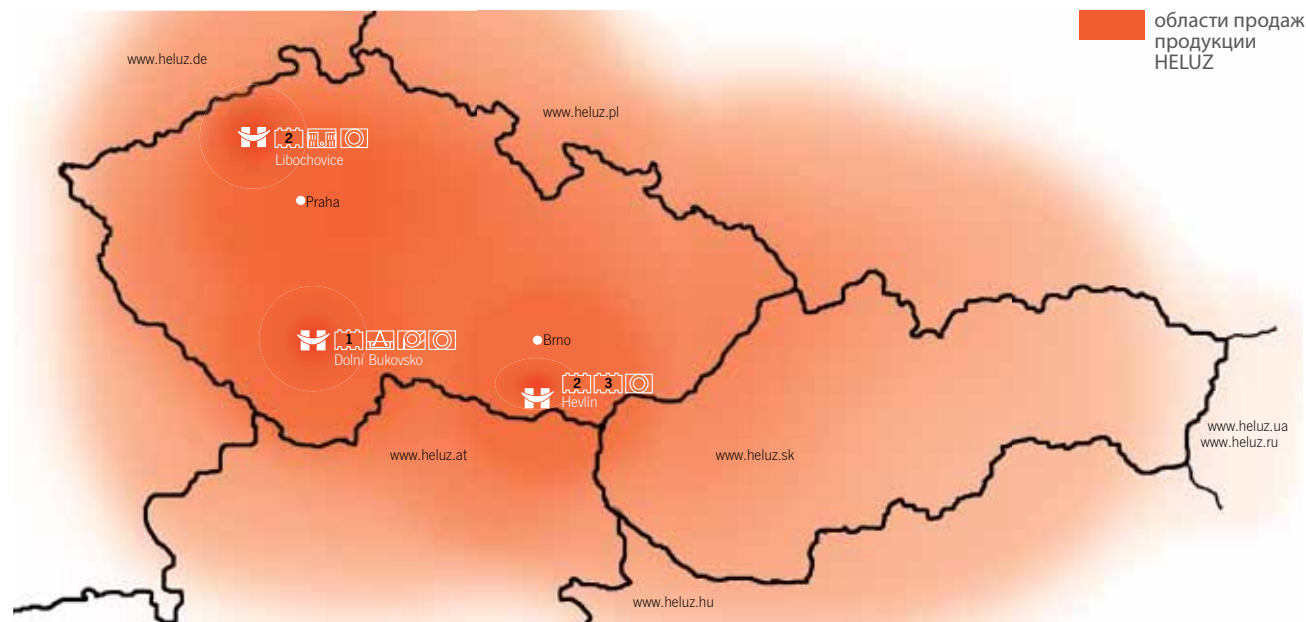 области продаж
продукции
HELUZ
www.heluz.de
www.heluz.pl
2
Libochovice
Praha
1
Dolní Bukovsko
Brno
2 3
Hevlín
www.heluz.at
www.heluz.sk
www.heluz.ua
www.heluz.ru
www.heluz.hu